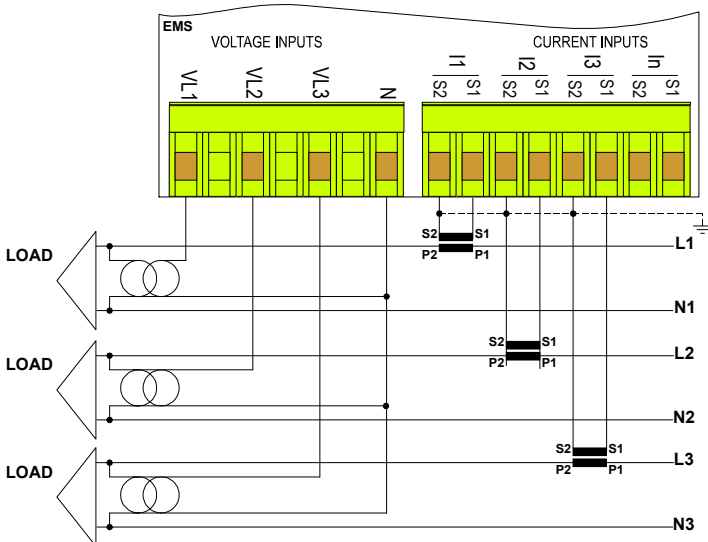 EMS
VOLTAGE INPUTS
CURRENT INPUTS
I1 I2 I3 In
VL1 VL2 VL3 N
S2 S1 S2 S1 S2 S1 S2 S1
S2 S1
LOAD
L1
P2 P1
N1
S2 S1
LOAD
L2
P2 P1
N2
S2 S1
LOAD
L3
P2 P1
N3